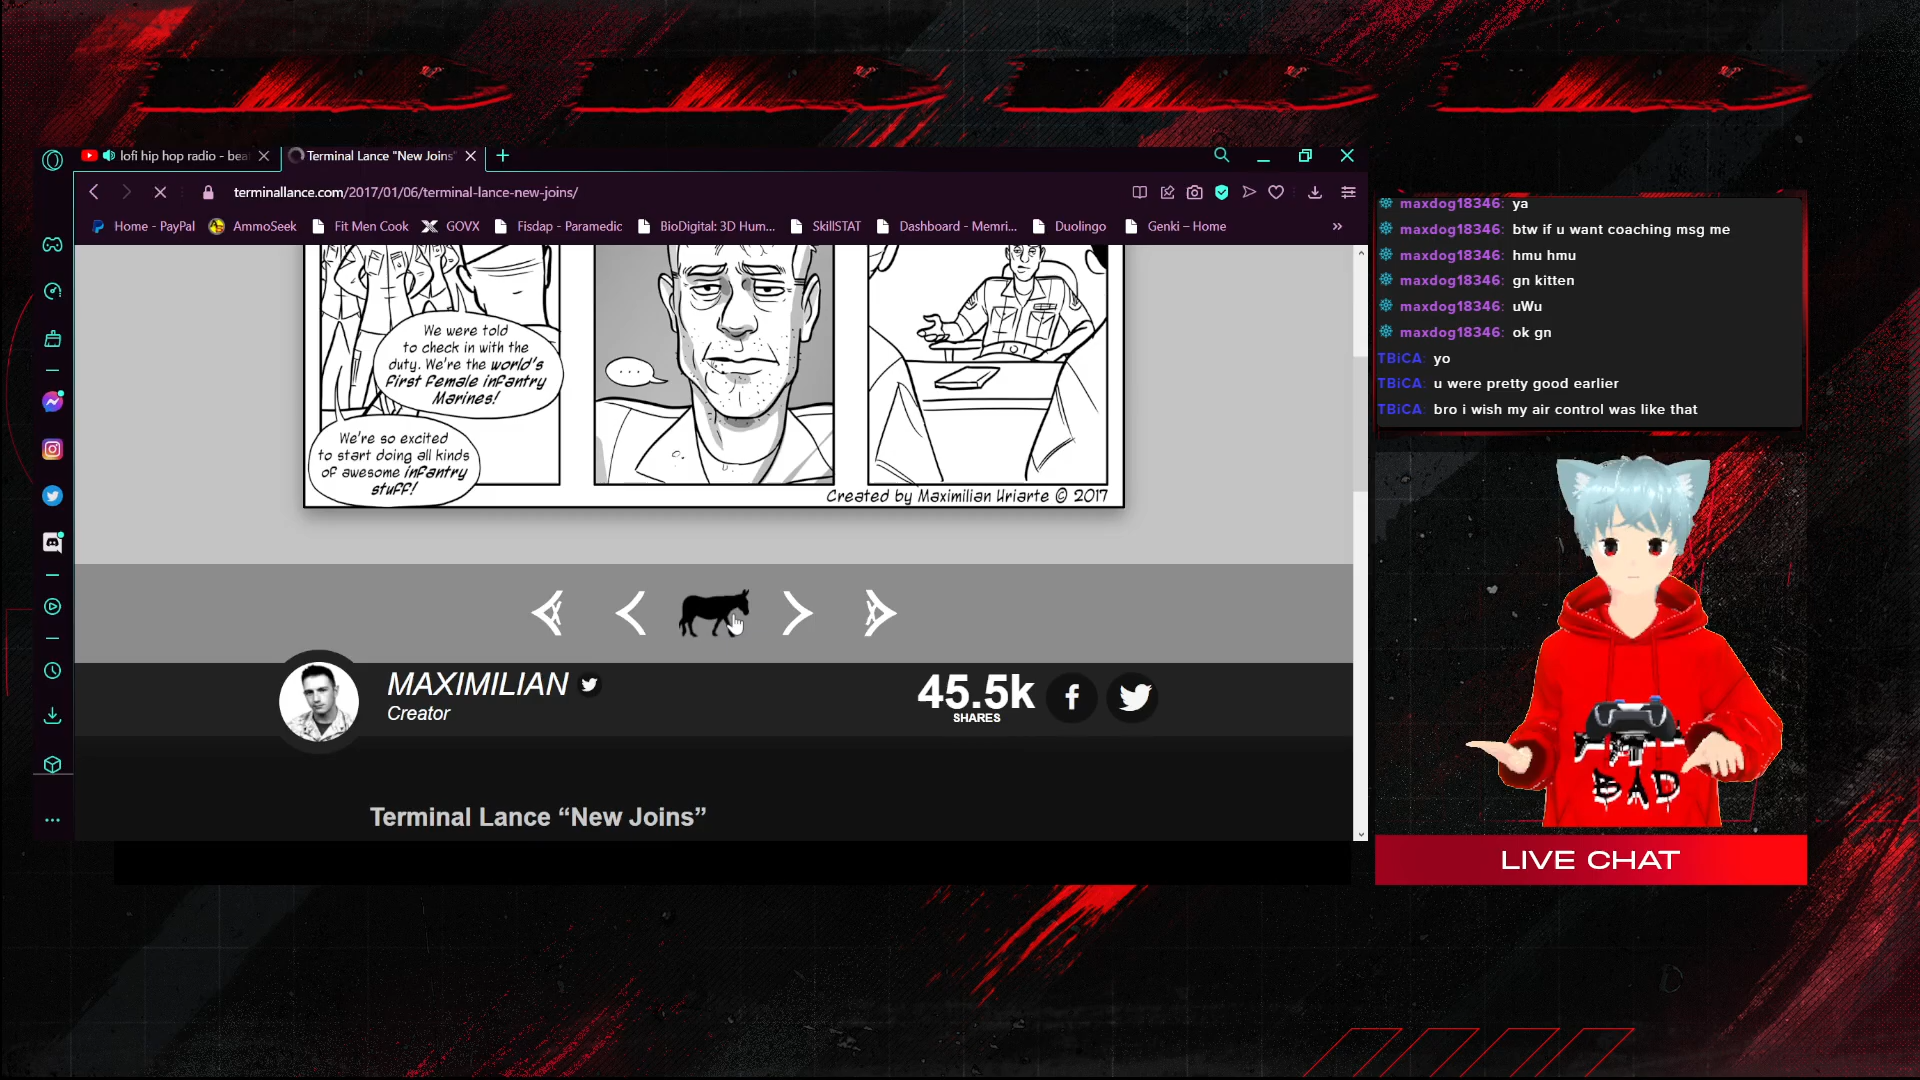 lofi hip hop radio - bea
Terminal Lance "New Joins"
terminallance.com/2017/01/06/terminal-lance-new-joins/
Home - PayPal
AmmoSeek
Fit Men Cook
GOVX
Fisdap - Paramedic
BioDigital: 3D Hum...
SkillSTAT
Dashboard - Memri...
Duolingo
Genki – Home
»
We were told
to check in with the
duty. We're the world's
first female infantry
Marines!
We're so excited
to start doing all kinds
of awesome infantry
stuff!
...
Created by Maximilian Uriarte © 2017
MAXIMILIAN
Creator
45.5k
SHARES
Terminal Lance “New Joins”
maxdog18346: ya
maxdog18346: btw if u want coaching msg me
maxdog18346: hmu hmu
maxdog18346: gn kitten
maxdog18346: uWu
maxdog18346: ok gn
TBiCA: yo
TBiCA: u were pretty good earlier
TBiCA: bro i wish my air control was like that
BAD
LIVE CHAT